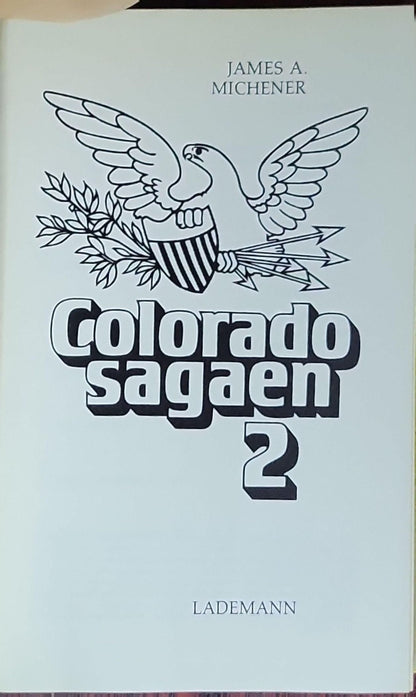 JAMES A.
MICHENER
Colorado
sagaen
2
LADEMANN